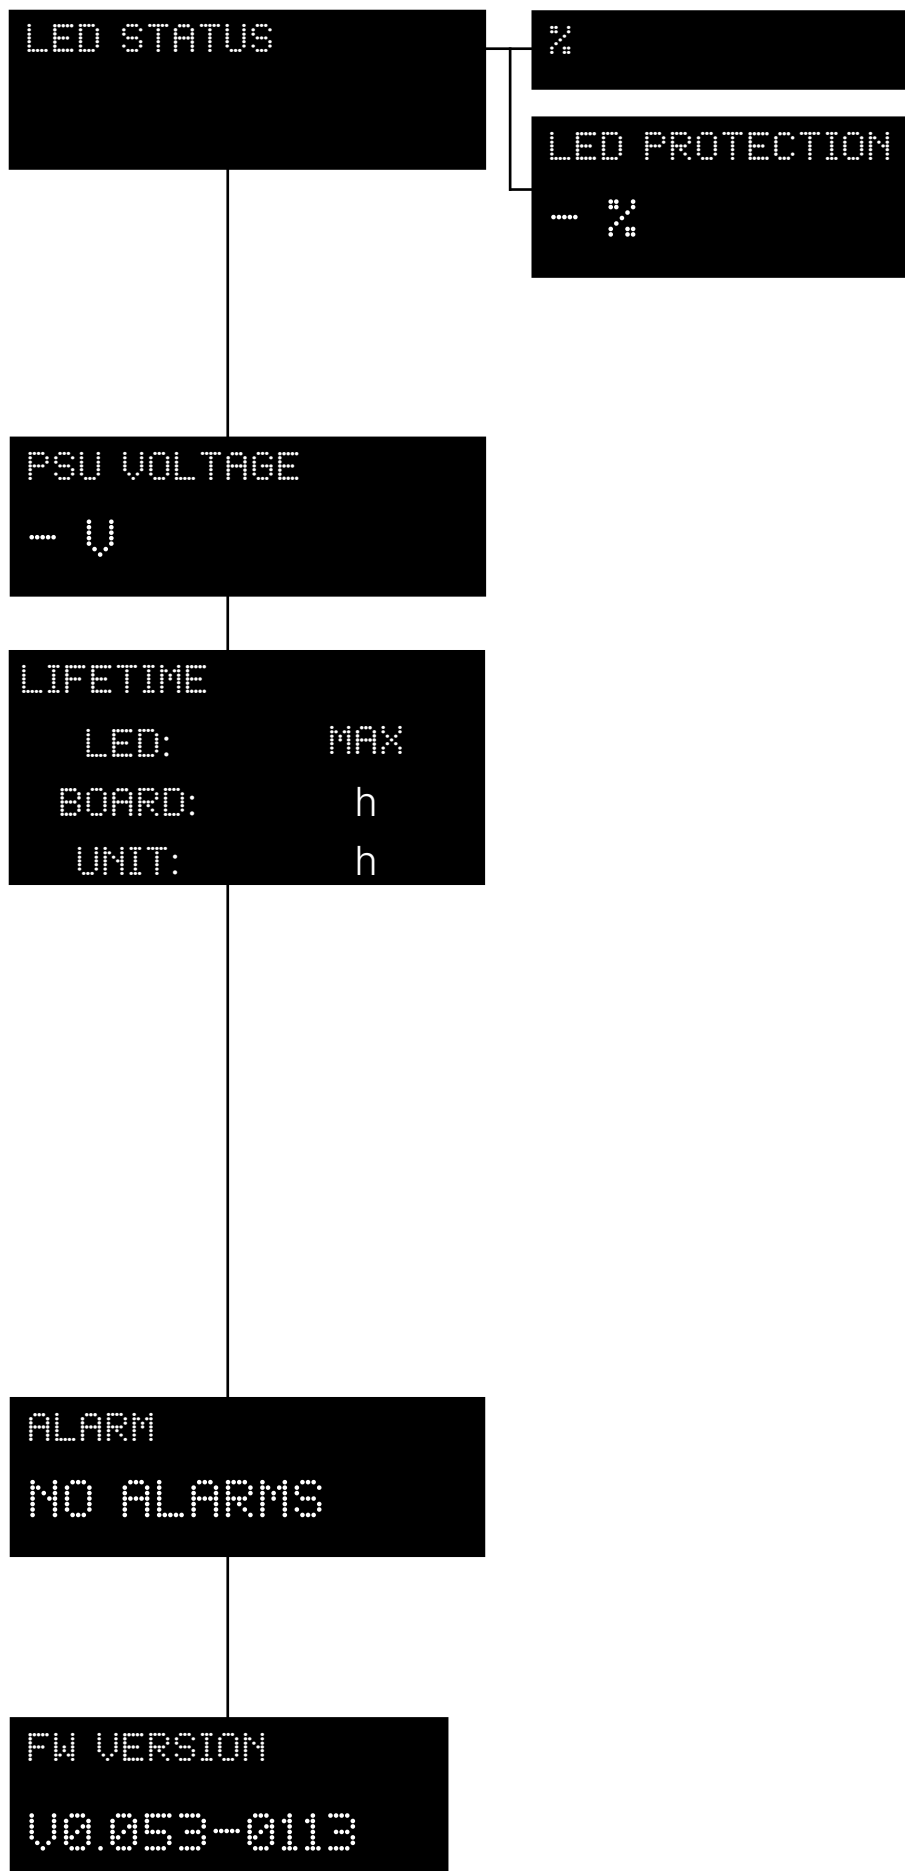 LED STATUS
%
LED PROTECTION
- %
PSU VOLTAGE
- V
LIFETIME
LED: MAX
BOARD: h
UNIT: h
ALARM
NO ALARMS
FW VERSION
V0.053-0113